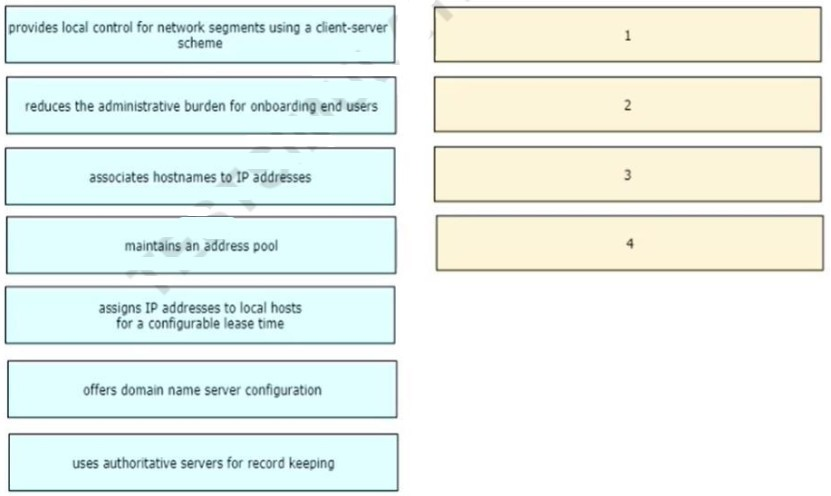 provides local control for network segments using a client-server
scheme
reduces the administrative burden for onboarding end users
associates hostnames to IP addresses
maintains an address pool
assigns IP addresses to local hosts
for a configurable lease time
offers domain name server configuration
uses authoritative servers for record keeping
1
2
3
4